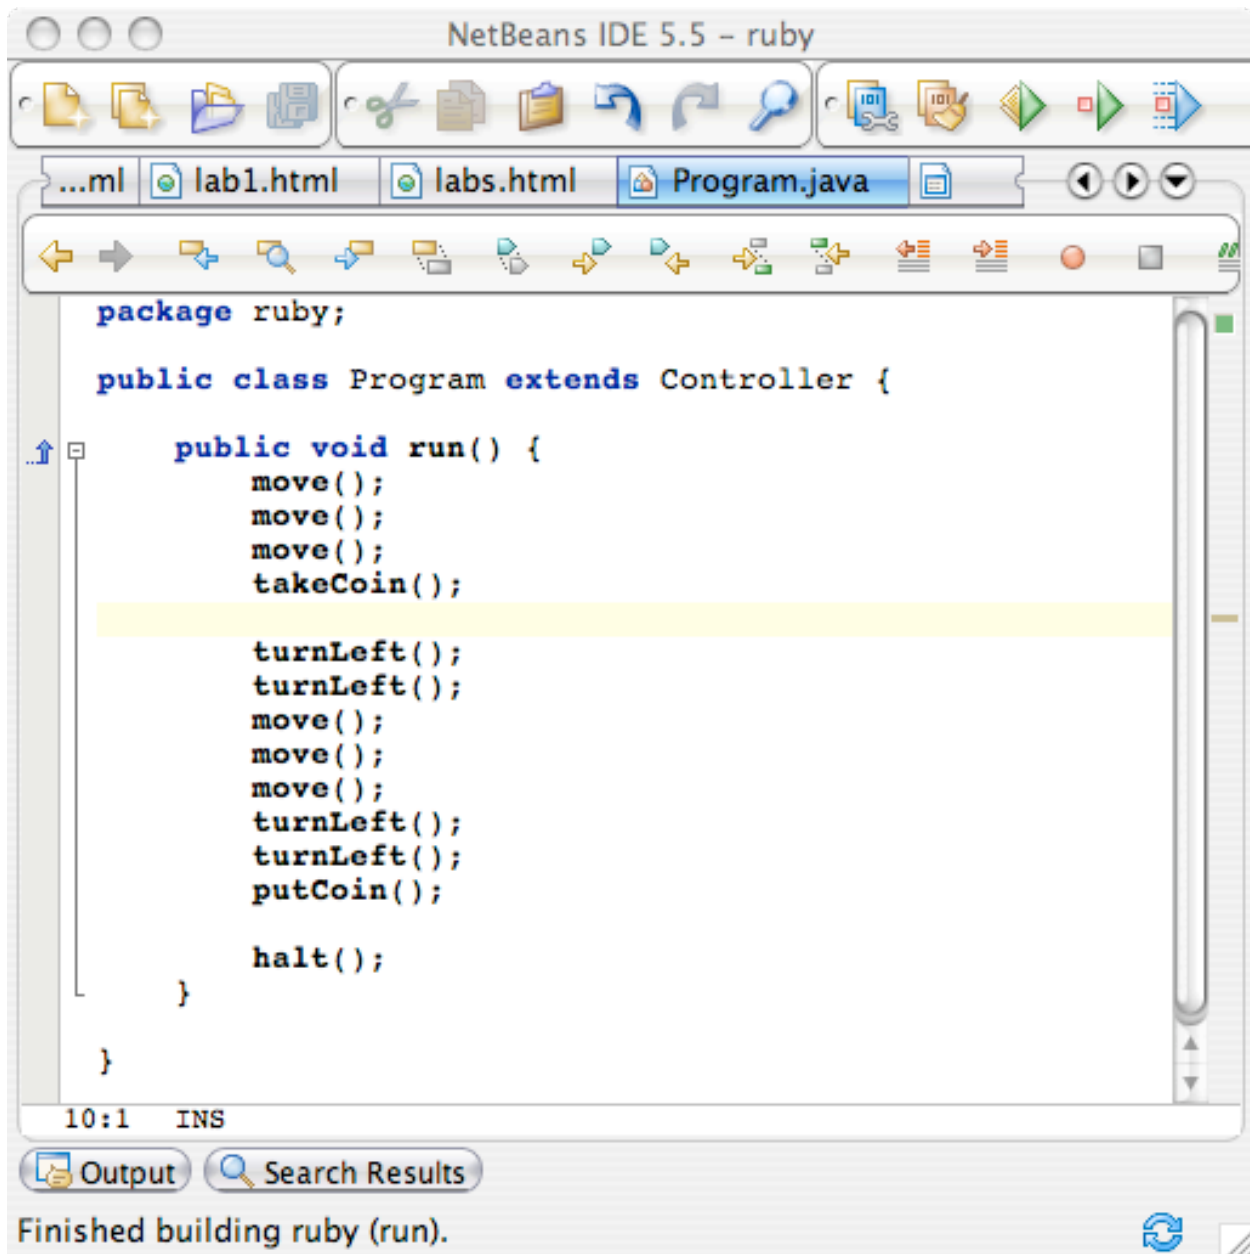 NetBeans IDE 5.5 – ruby
...ml lab1.html labs.html Program.java
package ruby;
public class Program extends Controller {
public void run() {
move();
move();
move();
takeCoin();
turnLeft();
turnLeft();
move();
move();
move();
turnLeft();
turnLeft();
putCoin();
halt();
}
}
10:1 INS
Output Search Results
Finished building ruby (run).